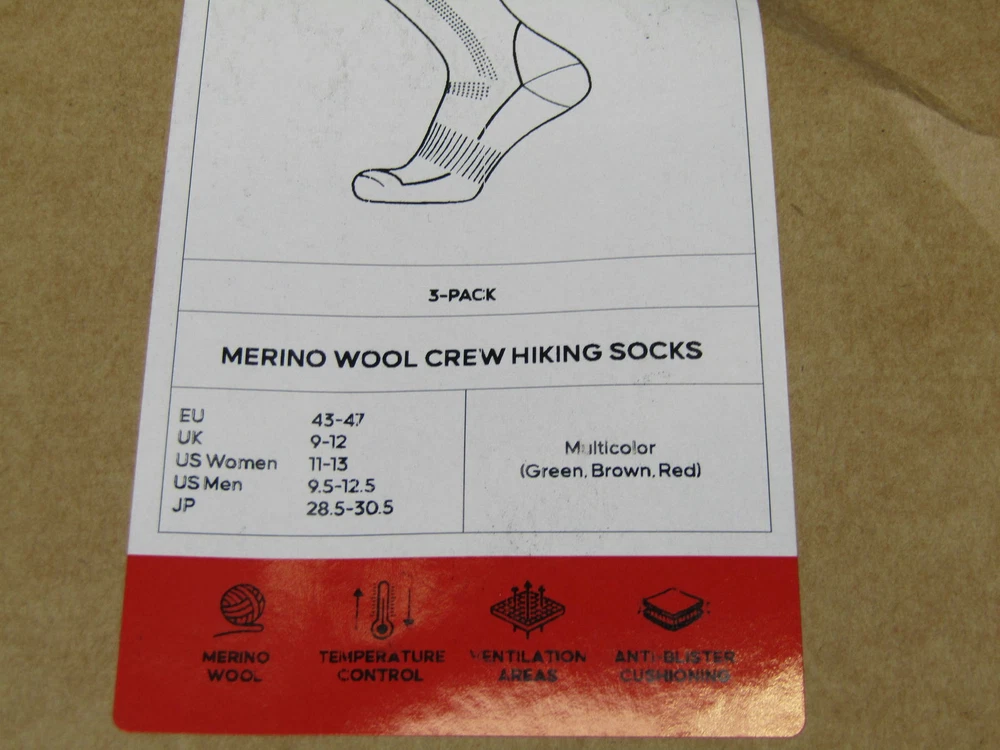 3-PACK
MERINO WOOL CREW HIKING SOCKS
EU 43-47
UK 9-12
US Women 11-13
US Men 9.5-12.5
JP 28.5-30.5
Multicolor
(Green, Brown, Red)
MERINO WOOL
TEMPERATURE CONTROL
VENTILATION AREAS
ANTI-BLISTER CUSHIONING